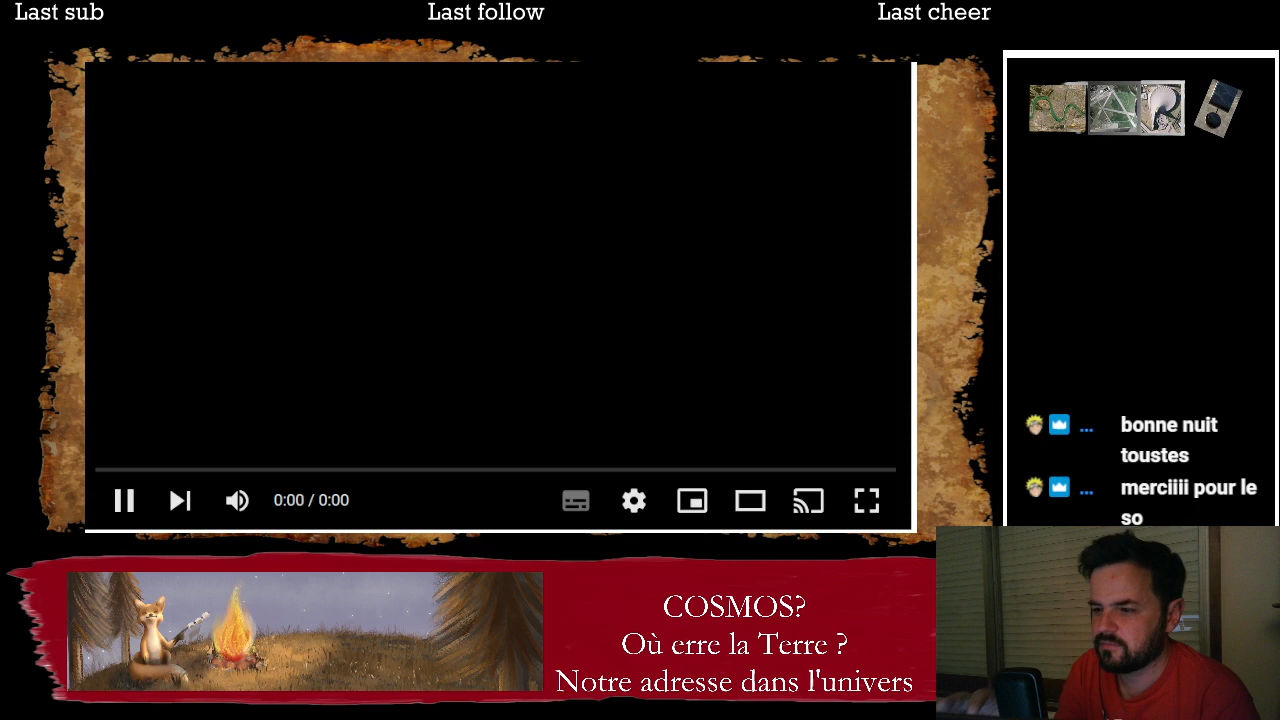 Last sub
Last follow
Last cheer
... bonne nuit
toustes
... merciiii pour le
so
0:00 / 0:00
COSMOS?
Où erre la Terre ?
Notre adresse dans l'univers